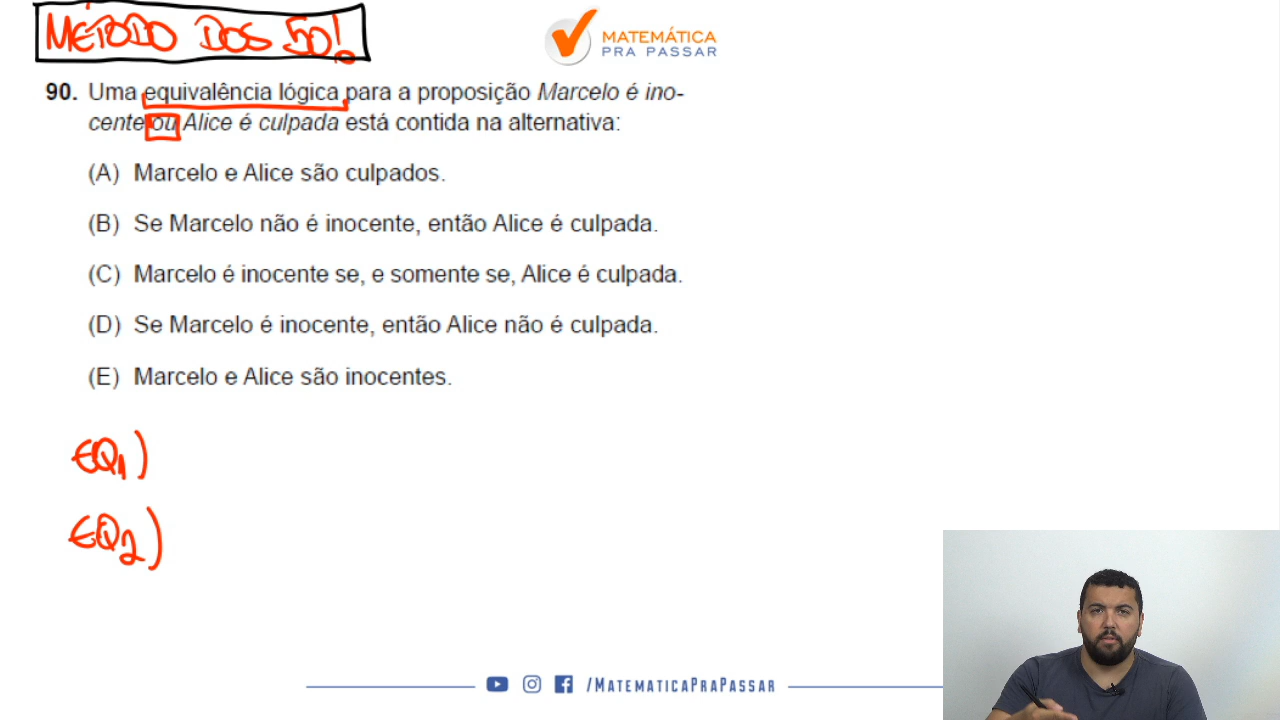 MÉTODO DOS 50!
MATEMÁTICA
PRA PASSAR
90. Uma equivalência lógica para a proposição Marcelo é ino-
cente ou Alice é culpada está contida na alternativa:
(A) Marcelo e Alice são culpados.
(B) Se Marcelo não é inocente, então Alice é culpada.
(C) Marcelo é inocente se, e somente se, Alice é culpada.
(D) Se Marcelo é inocente, então Alice não é culpada.
(E) Marcelo e Alice são inocentes.
EQ1)
EQ2)
/MATEMATICAPRAPASSAR